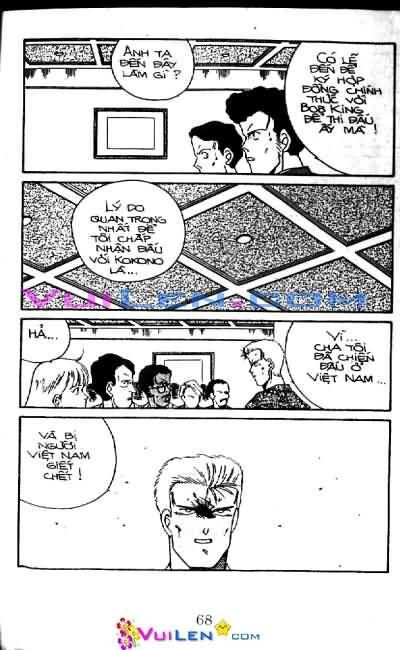 ANH TA
ĐẾN ĐÂY
LÀM GÌ?
CÓ LẼ
ĐẾN ĐỂ
KÝ HỢP
ĐỒNG CHÍNH
THỨC VỚI
BOB KING
ĐỂ THI ĐẤU
ẤY MÀ!
LÝ DO
QUAN TRỌNG
NHẤT ĐỂ
TÔI CHẤP
NHẬN ĐẤU
VỚI KOKONO
LÀ...
VUILEN.COM
HẢ...
VÌ...
CHA TÔI
ĐÃ CHIẾN
ĐẤU Ở
VIỆT NAM...
VÀ BỊ
NGƯỜI
VIỆT NAM
GIẾT
CHẾT!
68
VUILEN.COM